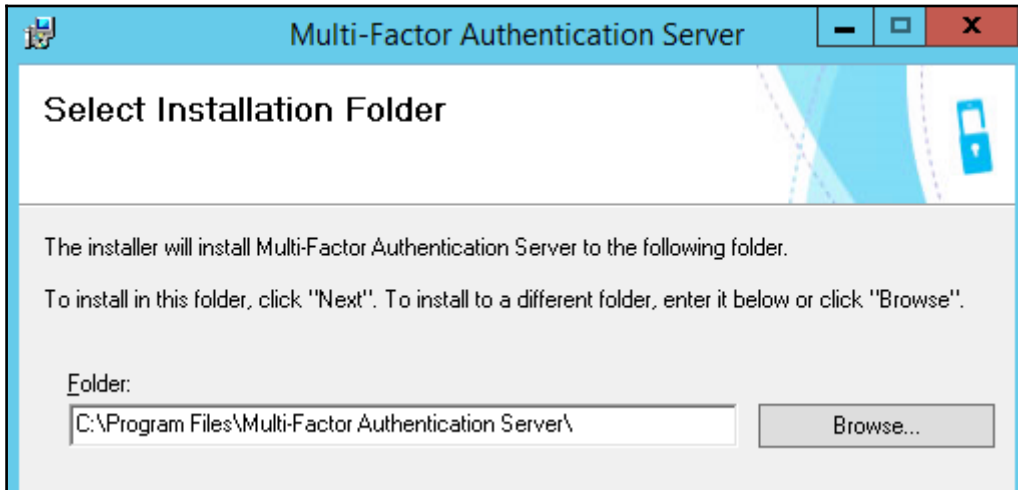 Multi-Factor Authentication Server
Select Installation Folder
The installer will install Multi-Factor Authentication Server to the following folder.
To install in this folder, click "Next". To install to a different folder, enter it below or click "Browse".
Folder:
C:\Program Files\Multi-Factor Authentication Server\
Browse...